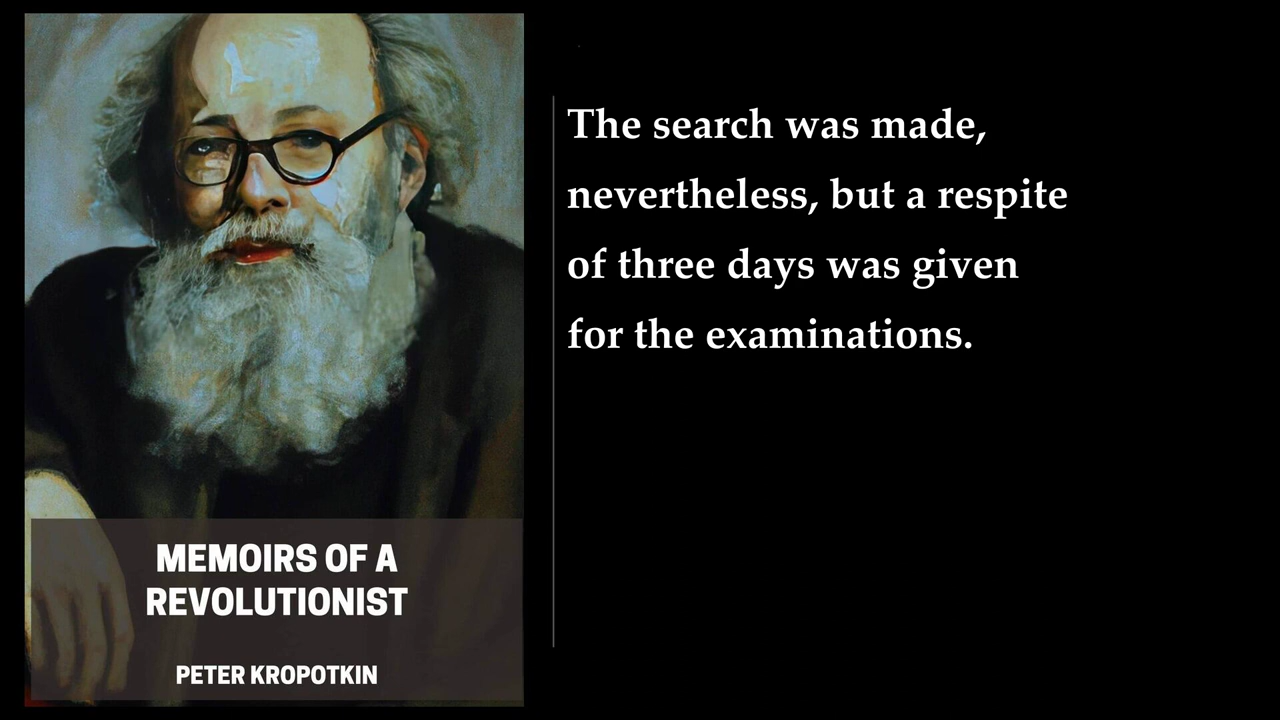 The search was made,
nevertheless, but a respite
of three days was given
for the examinations.
MEMOIRS OF A
REVOLUTIONIST
PETER KROPOTKIN